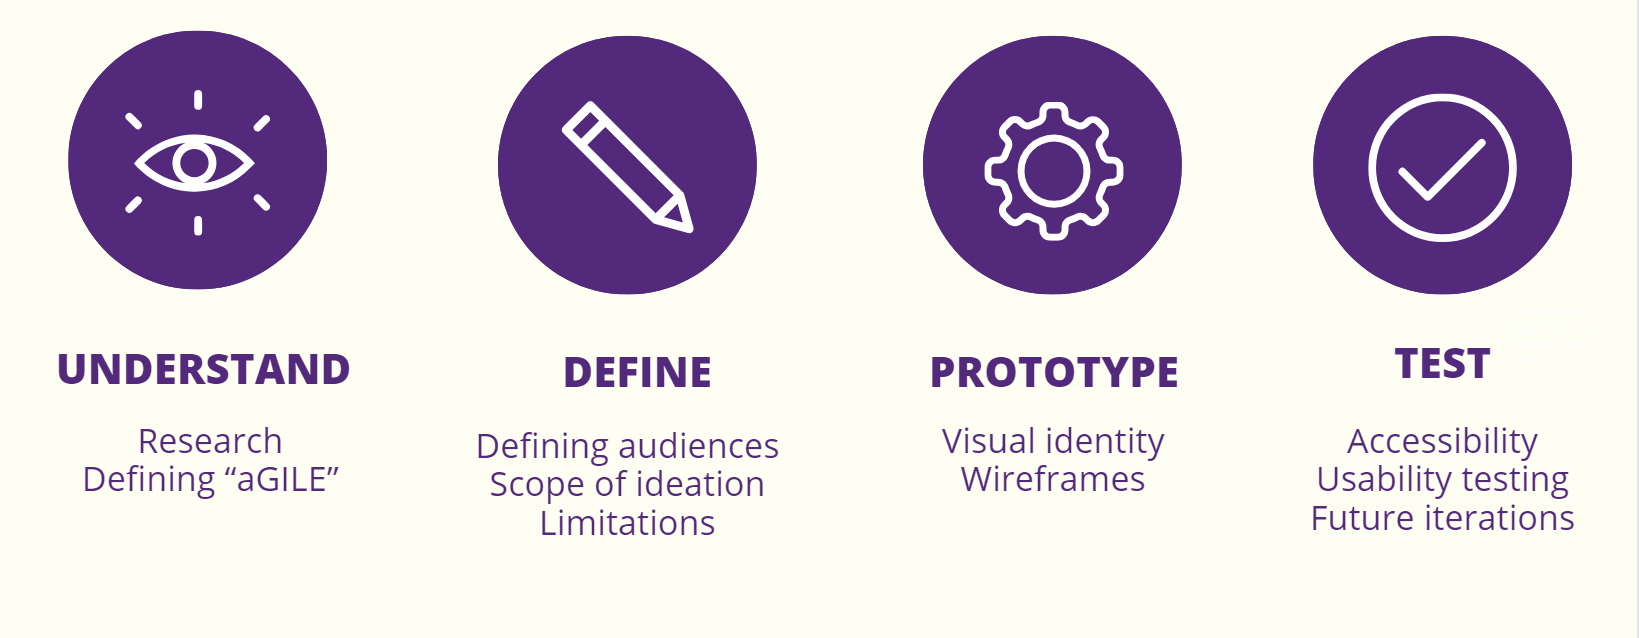 UNDERSTAND
Research
Defining “aGILE”
DEFINE
Defining audiences
Scope of ideation
Limitations
PROTOTYPE
Visual identity
Wireframes
TEST
Accessibility
Usability testing
Future iterations